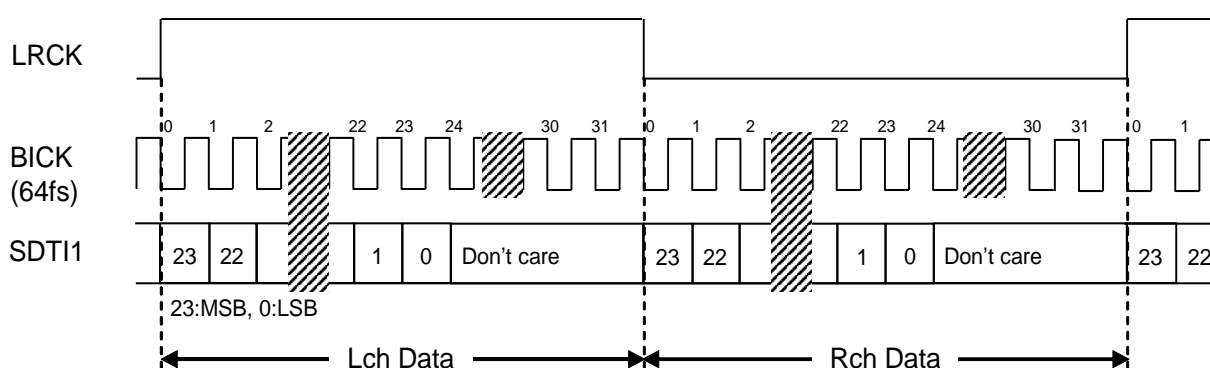 LRCK
0 1 2 22 23 24 30 31 0 1 2 22 23 24 30 31 0 1
BICK
(64fs)
SDTI1 23 22 1 0 Don't care 23 22 1 0 Don't care 23 22
23:MSB, 0:LSB
Lch Data Rch Data